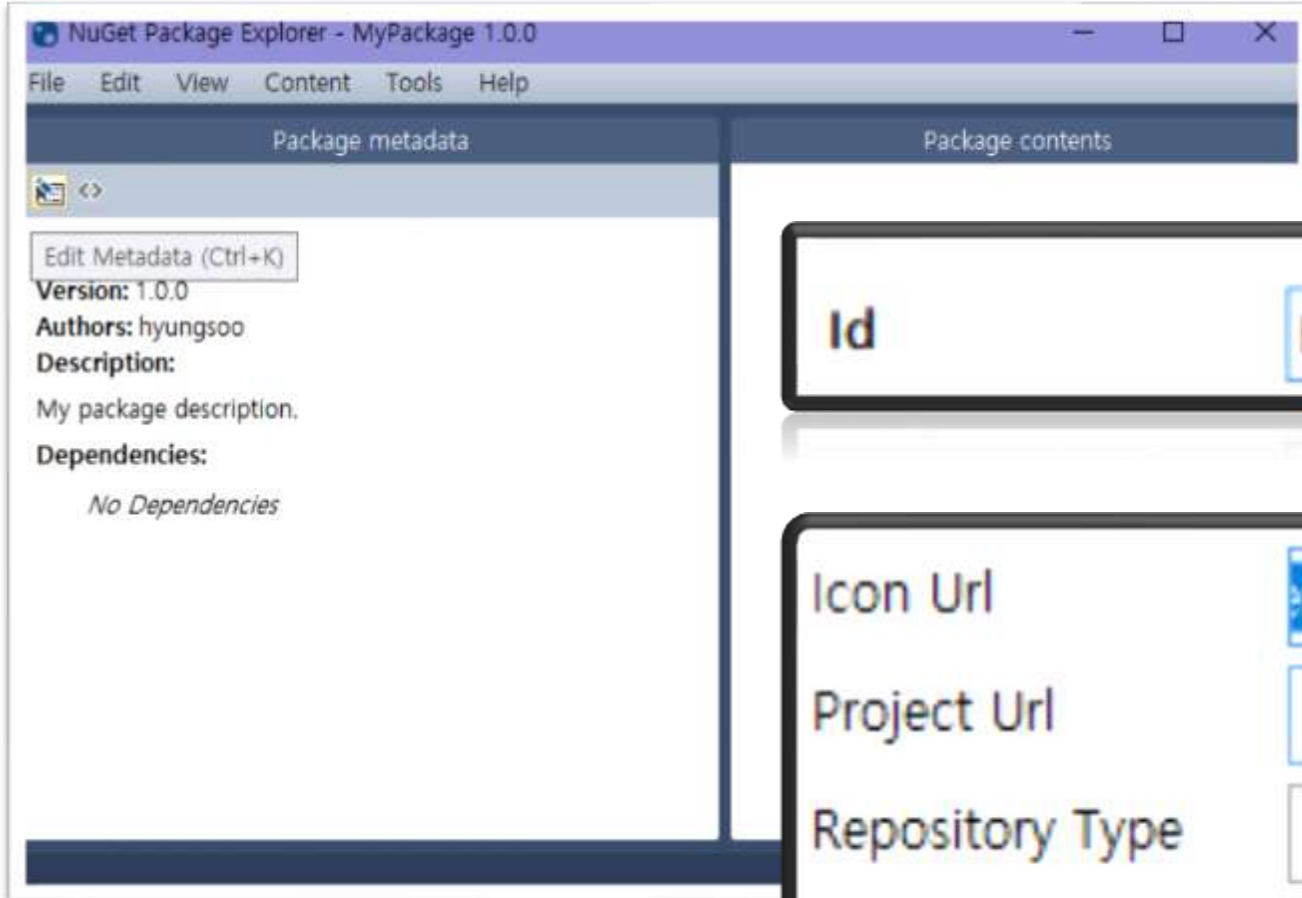 NuGet Package Explorer - MyPackage 1.0.0
File Edit View Content Tools Help
Package metadata
Package contents
<>
Edit Metadata (Ctrl+K)
Version: 1.0.0
Authors: hyungsoo
Description:
My package description.
Dependencies:
No Dependencies
Id
Icon Url
Project Url
Repository Type